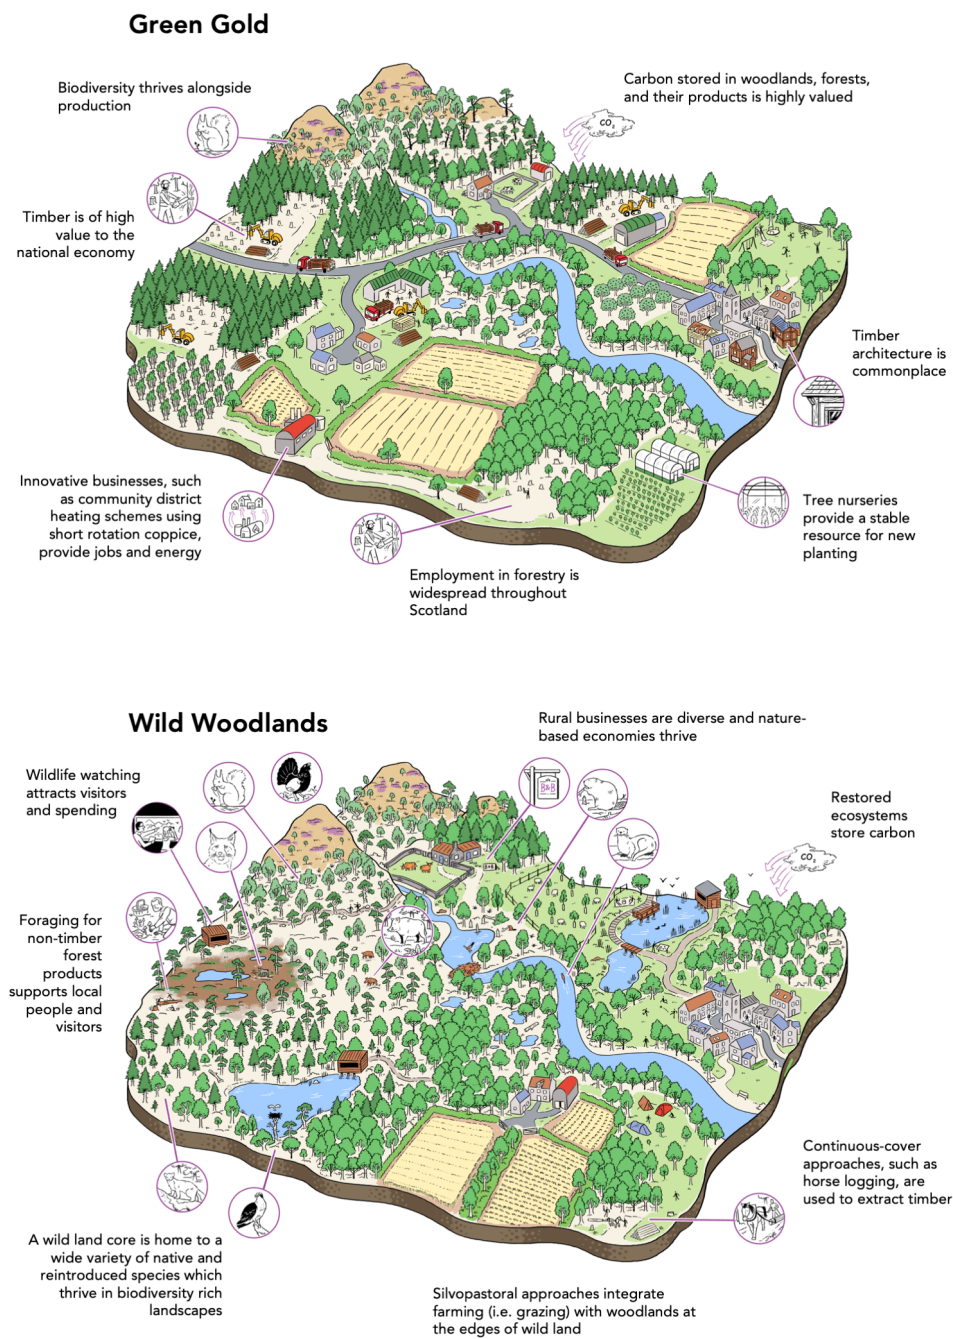 Green Gold
Biodiversity thrives alongside
production
Carbon stored in woodlands, forests,
and their products is highly valued
CO2
Timber is of high
value to the
national economy
Timber
architecture is
commonplace
Innovative businesses, such
as community district
heating schemes using
short rotation coppice,
provide jobs and energy
Tree nurseries
provide a stable
resource for new
planting
Employment in forestry is
widespread throughout
Scotland
Wild Woodlands
Rural businesses are diverse and nature-
based economies thrive
Wildlife watching
attracts visitors
and spending
B&B
Restored
ecosystems
store carbon
CO2
Foraging for
non-timber
forest
products
supports local
people and
visitors
Continuous-cover
approaches, such as
horse logging, are
used to extract timber
A wild land core is home to a
wide variety of native and
reintroduced species which
thrive in biodiversity rich
landscapes
Silvopastoral approaches integrate
farming (i.e. grazing) with woodlands at
the edges of wild land